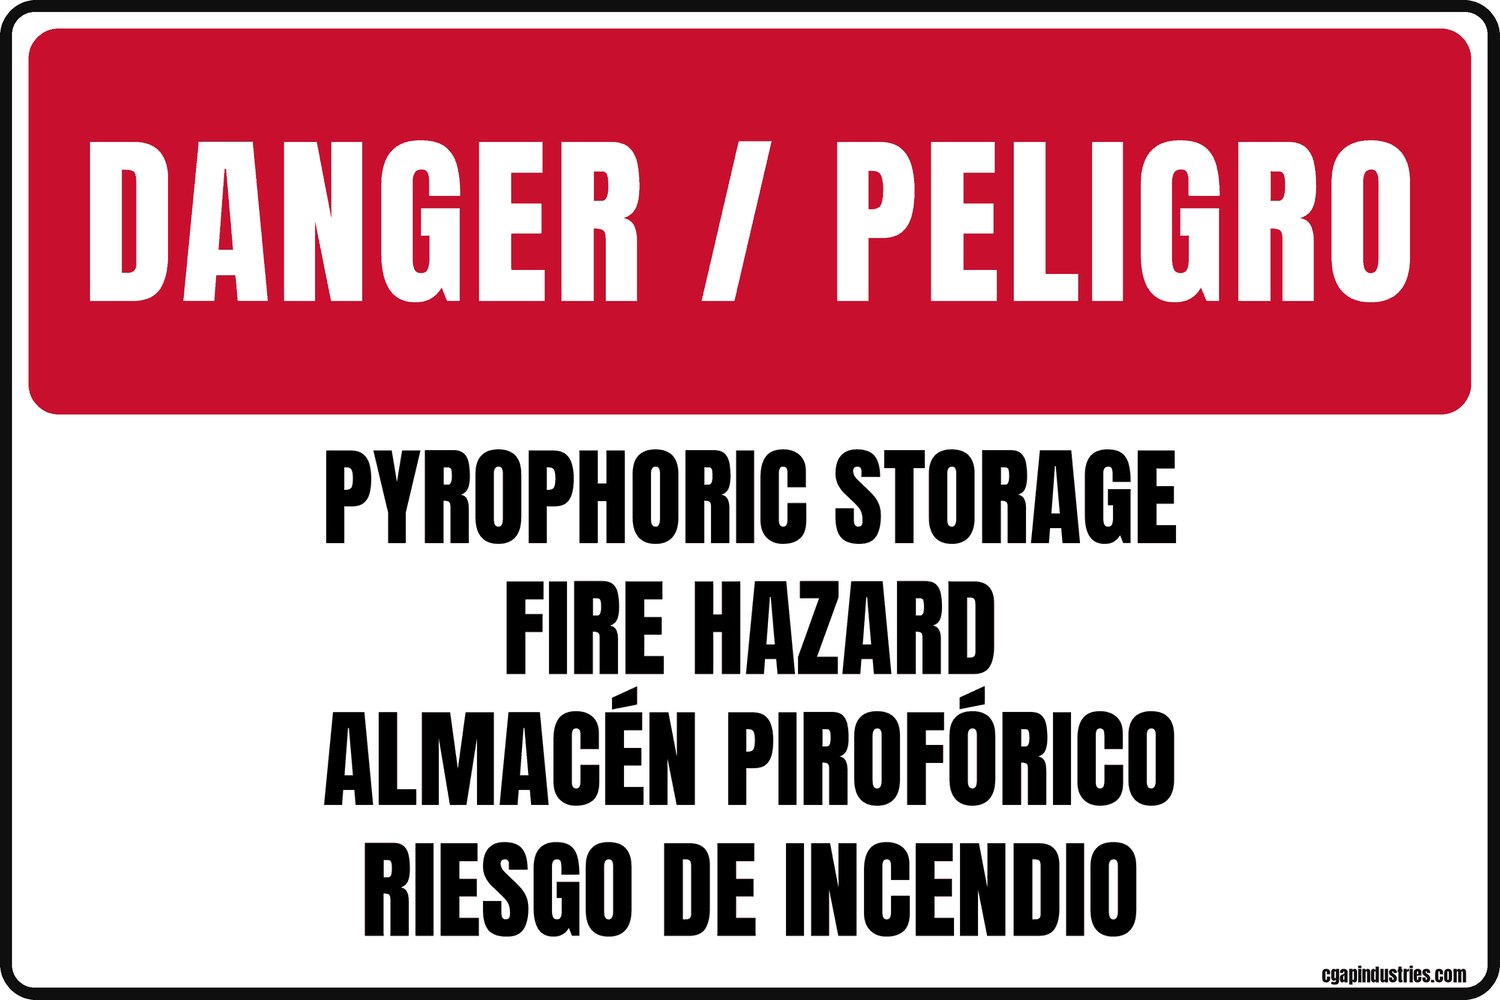 DANGER / PELIGRO
PYROPHORIC STORAGE
FIRE HAZARD
ALMACÉN PIROFÓRICO
RIESGO DE INCENDIO
cgapindustries.com